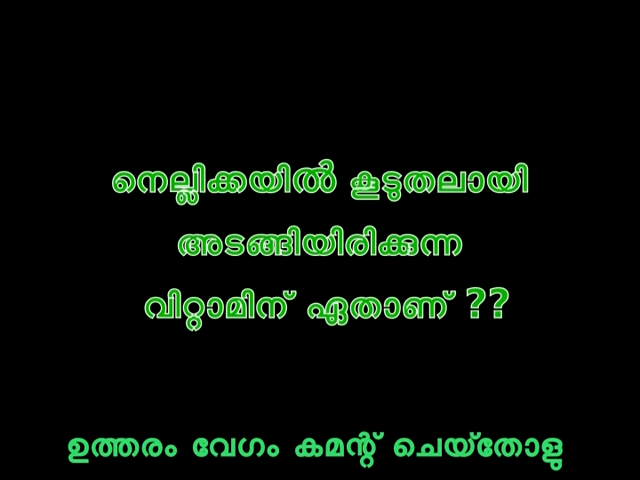 നെല്ലിക്കയിൽ കൂടുതലായി
അടങ്ങിയിരിക്കുന്ന
വിറ്റാമിന് ഏതാണ് ??
ഉത്തരം വേഗം കമന്റ് ചെയ്തോളു